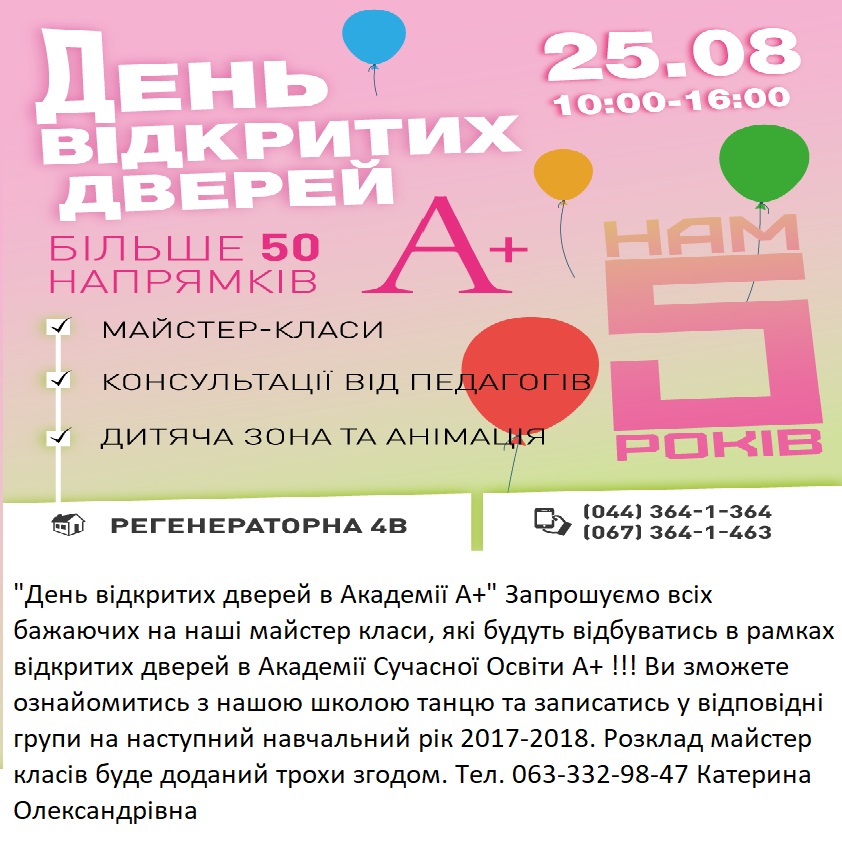 ДЕНЬ
ВІДКРИТИХ
ДВЕРЕЙ
25.08
10:00-16:00
БІЛЬШЕ 50
НАПРЯМКІВ
A+
НАМ
5
РОКІВ
МАЙСТЕР-КЛАСИ
КОНСУЛЬТАЦІЇ ВІД ПЕДАГОГІВ
ДИТЯЧА ЗОНА ТА АНІМАЦІЯ
РЕГЕНЕРАТОРНА 4В
(044) 364-1-364
(067) 364-1-463
"День відкритих дверей в Академії А+" Запрошуємо всіх
бажаючих на наші майстер класи, які будуть відбуватись в рамках
відкритих дверей в Академії Сучасної Освіти А+ !!! Ви зможете
ознайомитись з нашою школою танцю та записатись у відповідні
групи на наступний навчальний рік 2017-2018. Розклад майстер
класів буде доданий трохи згодом. Тел. 063-332-98-47 Катерина
Олександрівна